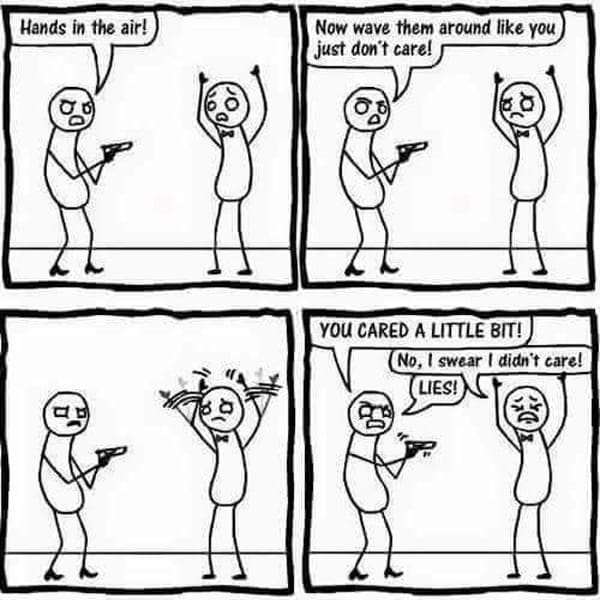 Hands in the air!
Now wave them around like you
just don't care!
YOU CARED A LITTLE BIT!
No, I swear I didn't care!
LIES!